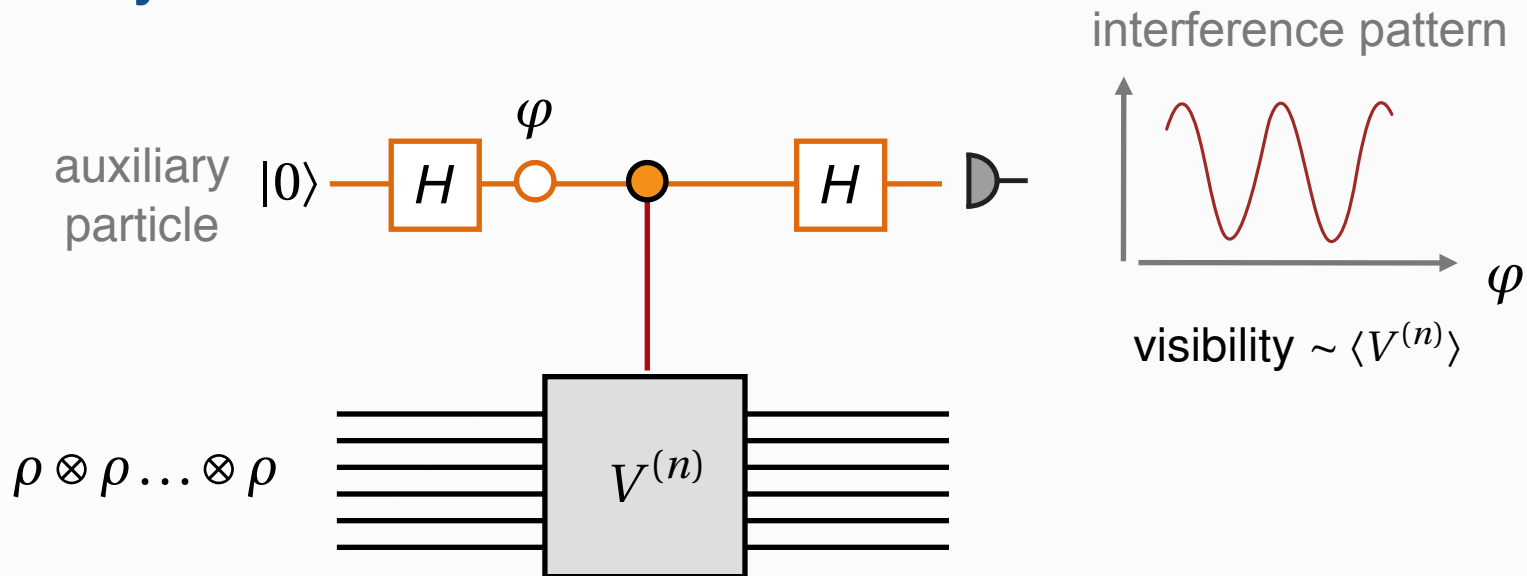 interference pattern
φ
auxiliary
particle
|0⟩
H
H
φ
visibility ~ ⟨V⁽ⁿ⁾⟩
ρ ⊗ ρ … ⊗ ρ
V⁽ⁿ⁾